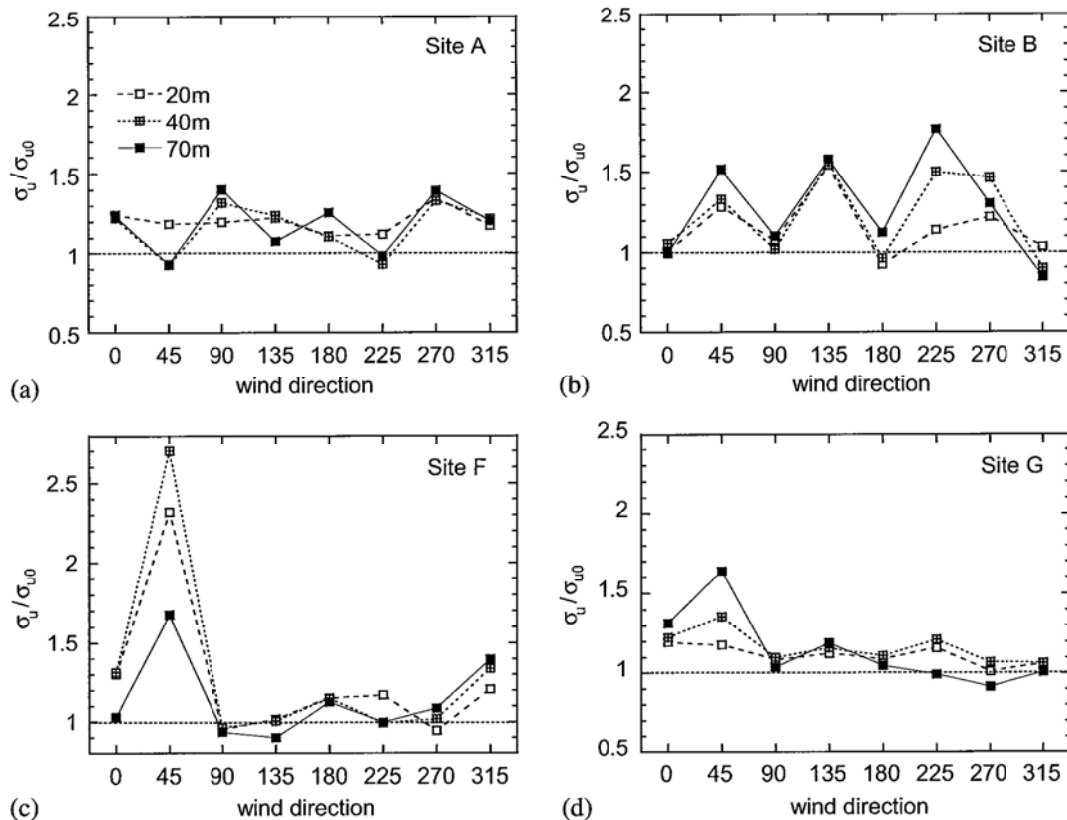 2.5
Site A
20m
40m
70m
2
1.5
1
0.5
σu/σu0
0 45 90 135 180 225 270 315
wind direction
(a)
2.5
Site B
2
1.5
1
0.5
σu/σu0
0 45 90 135 180 225 270 315
wind direction
(b)
Site F
2.5
2
1.5
1
σu/σu0
0 45 90 135 180 225 270 315
wind direction
(c)
2.5
Site G
2
1.5
1
0.5
σu/σu0
0 45 90 135 180 225 270 315
wind direction
(d)